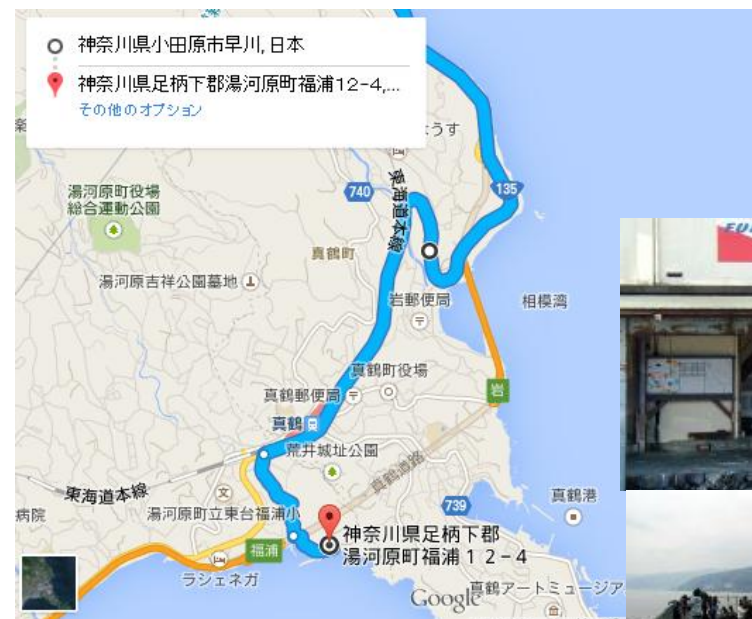 神奈川県小田原市早川, 日本
神奈川県足柄下郡湯河原町福浦12-4,...
その他のオプション
ようす
740
東海道本線
135
湯河原町役場
総合運動公園
真鶴町
湯河原吉祥公園墓地
岩郵便局
相模湾
真鶴町役場
真鶴郵便局
岩
真鶴
荒井城址公園
東海道本線
真鶴道路
739
真鶴港
病院
湯河原町立東台福浦小
福浦
神奈川県足柄下郡
湯河原町福浦12-4
ラシェネガ
Google
真鶴アートミュージア